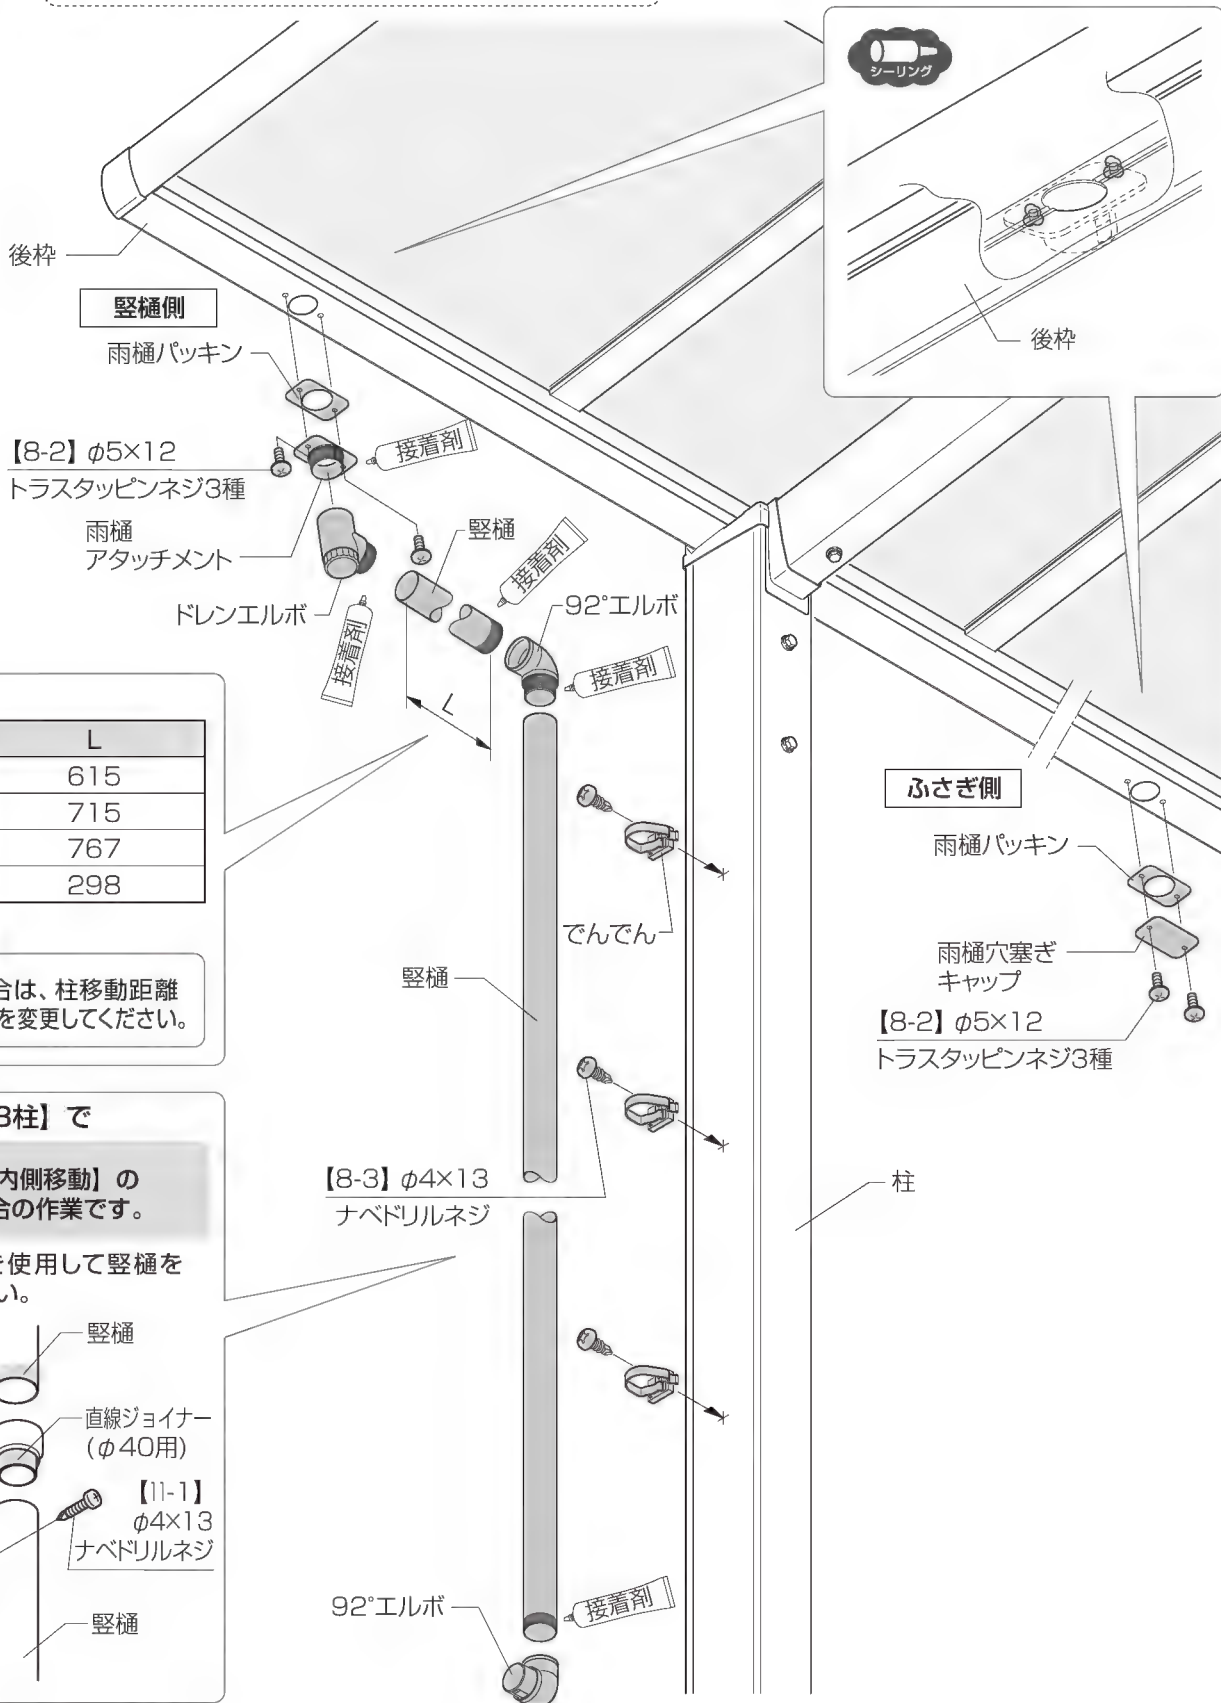 シーリング
後枠
後枠
竪樋側
雨樋パッキン
【8-2】φ5×12
トラスタッピンネジ3種
接着剤
雨樋
アタッチメント
竪樋
接着剤
ドレンエルボ
接着剤
92°エルボ
接着剤
L
L
615
715
767
298
合は、柱移動距離
を変更してください。
ふさぎ側
雨樋パッキン
雨樋穴塞ぎ
キャップ
【8-2】φ5×12
トラスタッピンネジ3種
でんでん
竪樋
【8-3】φ4×13
ナベドリルネジ
柱
3柱】で
内側移動】の
合の作業です。
を使用して竪樋を
い。
竪樋
直線ジョイナー
(φ40用)
【11-1】
φ4×13
ナベドリルネジ
竪樋
92°エルボ
接着剤